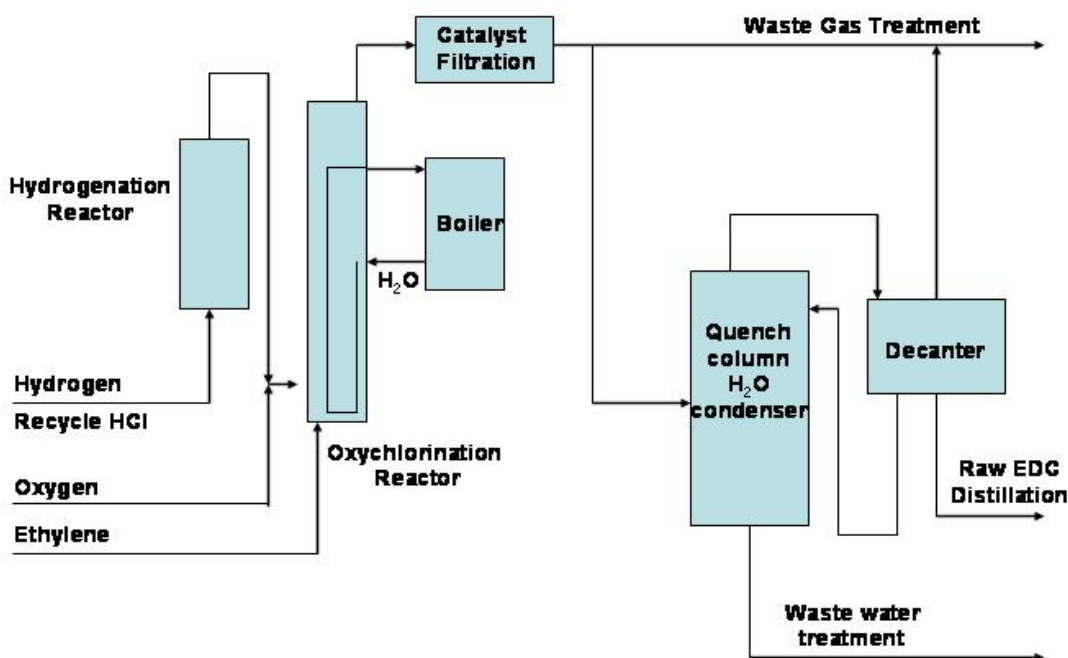 Waste Gas Treatment
Catalyst
Filtration
Hydrogenation
Reactor
Boiler
H₂O
Quench
column
H₂O
condenser
Decanter
Hydrogen
Recycle HCl
Oxychlorination
Reactor
Oxygen
Ethylene
Raw EDC
Distillation
Waste water
treatment